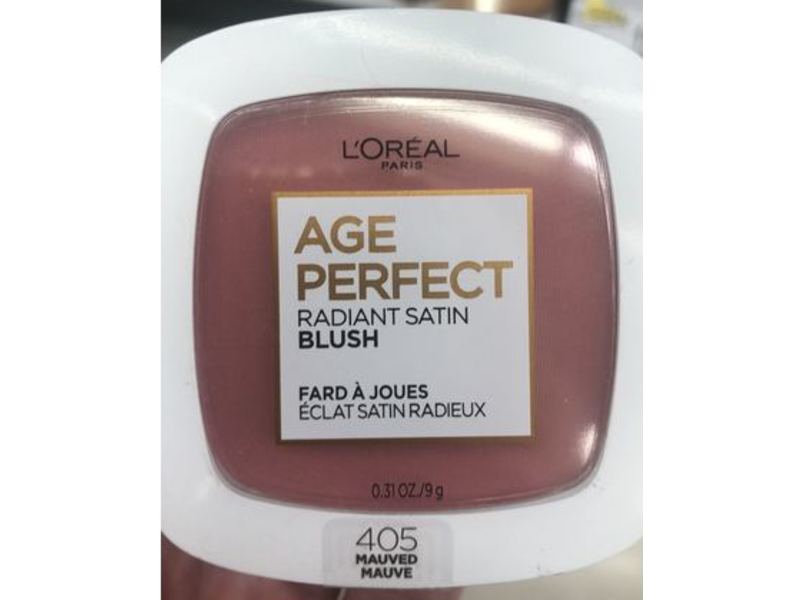 L'ORÉAL
PARIS
AGE
PERFECT
RADIANT SATIN
BLUSH
FARD À JOUES
ÉCLAT SATIN RADIEUX
0.31 OZ./9 g
405
MAUVED
MAUVE